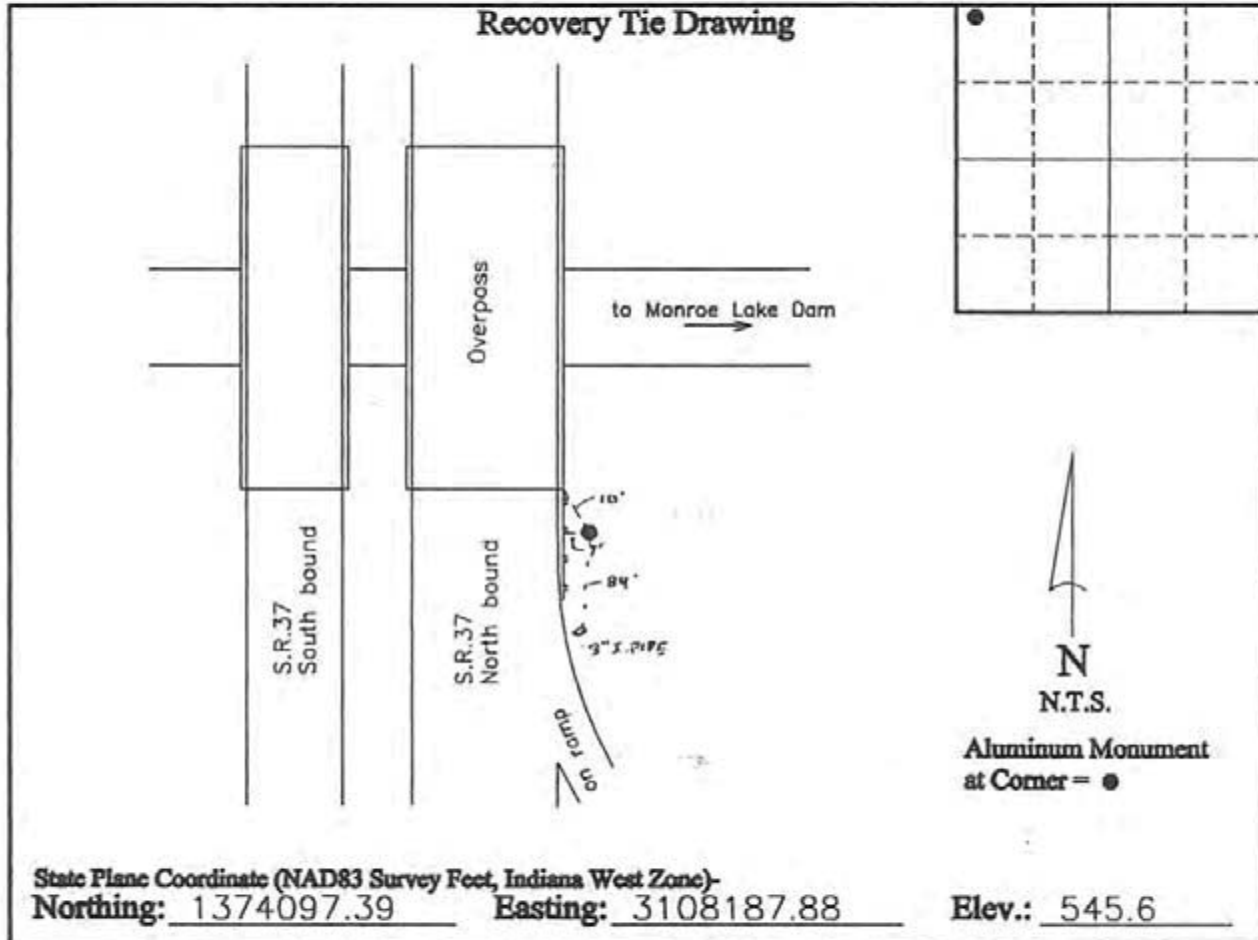 Recovery Tie Drawing
Overpass
to Monroe Lake Dam
10'
84'
S.R.37
South bound
S.R.37
North bound
on ramp
N
N.T.S.
Aluminum Monument
at Corner =
State Plane Coordinate (NAD83 Survey Feet, Indiana West Zone)-
Northing: 1374097.39 Easting: 3108187.88 Elev.: 545.6